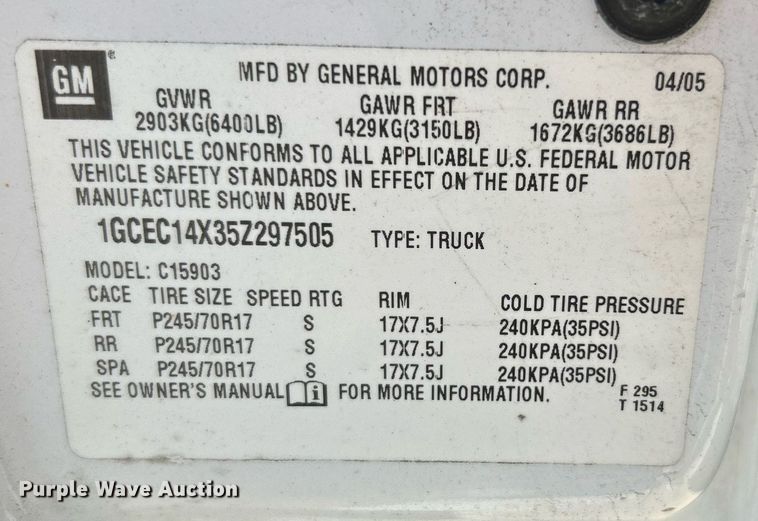 GM ®
MFD BY GENERAL MOTORS CORP. 04/05
GVWR GAWR FRT GAWR RR
2903KG(6400LB) 1429KG(3150LB) 1672KG(3686LB)
THIS VEHICLE CONFORMS TO ALL APPLICABLE U.S. FEDERAL MOTOR
VEHICLE SAFETY STANDARDS IN EFFECT ON THE DATE OF
MANUFACTURE SHOWN ABOVE.
1GCEC14X35Z297505 TYPE: TRUCK
MODEL: C15903
CACE TIRE SIZE SPEED RTG RIM COLD TIRE PRESSURE
FRT P245/70R17 S 17X7.5J 240KPA(35PSI)
RR P245/70R17 S 17X7.5J 240KPA(35PSI)
SPA P245/70R17 S 17X7.5J 240KPA(35PSI)
SEE OWNER'S MANUAL i FOR MORE INFORMATION.
F 295
T 1514
Purple Wave Auction